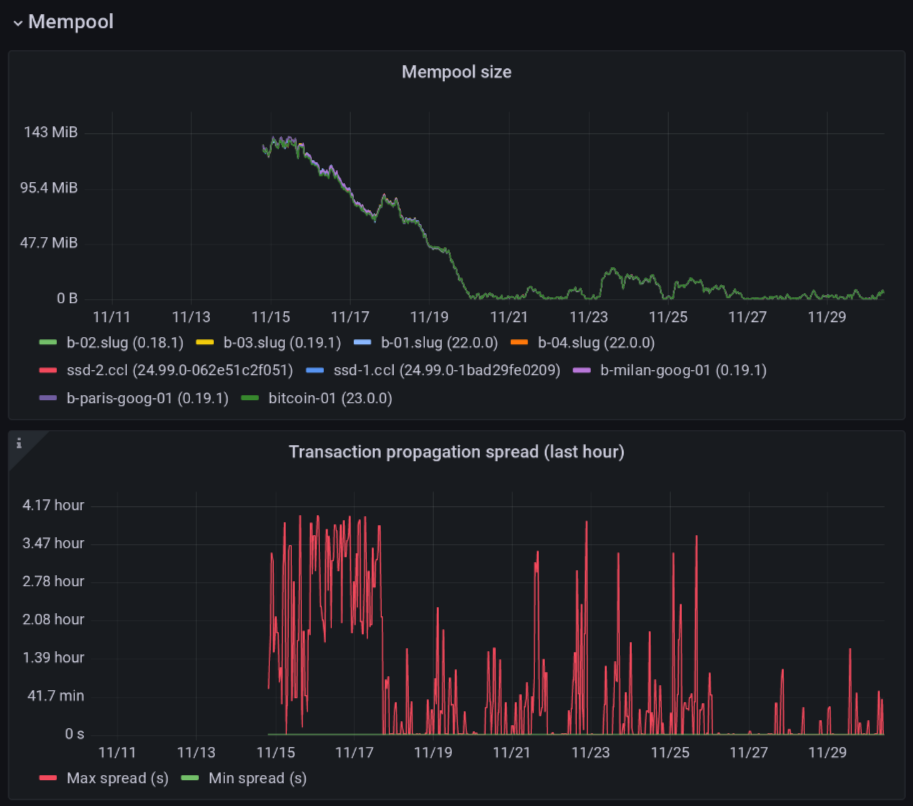 Mempool
Mempool size
143 MiB
95.4 MiB
47.7 MiB
0 B
11/11 11/13 11/15 11/17 11/19 11/21 11/23 11/25 11/27 11/29
b-02.slug (0.18.1) b-03.slug (0.19.1) b-01.slug (22.0.0) b-04.slug (22.0.0)
ssd-2.ccl (24.99.0-062e51c2f051) ssd-1.ccl (24.99.0-1bad29fe0209) b-milan-goog-01 (0.19.1)
b-paris-goog-01 (0.19.1) bitcoin-01 (23.0.0)
i
Transaction propagation spread (last hour)
4.17 hour
3.47 hour
2.78 hour
2.08 hour
1.39 hour
41.7 min
0 s
11/11 11/13 11/15 11/17 11/19 11/21 11/23 11/25 11/27 11/29
Max spread (s) Min spread (s)